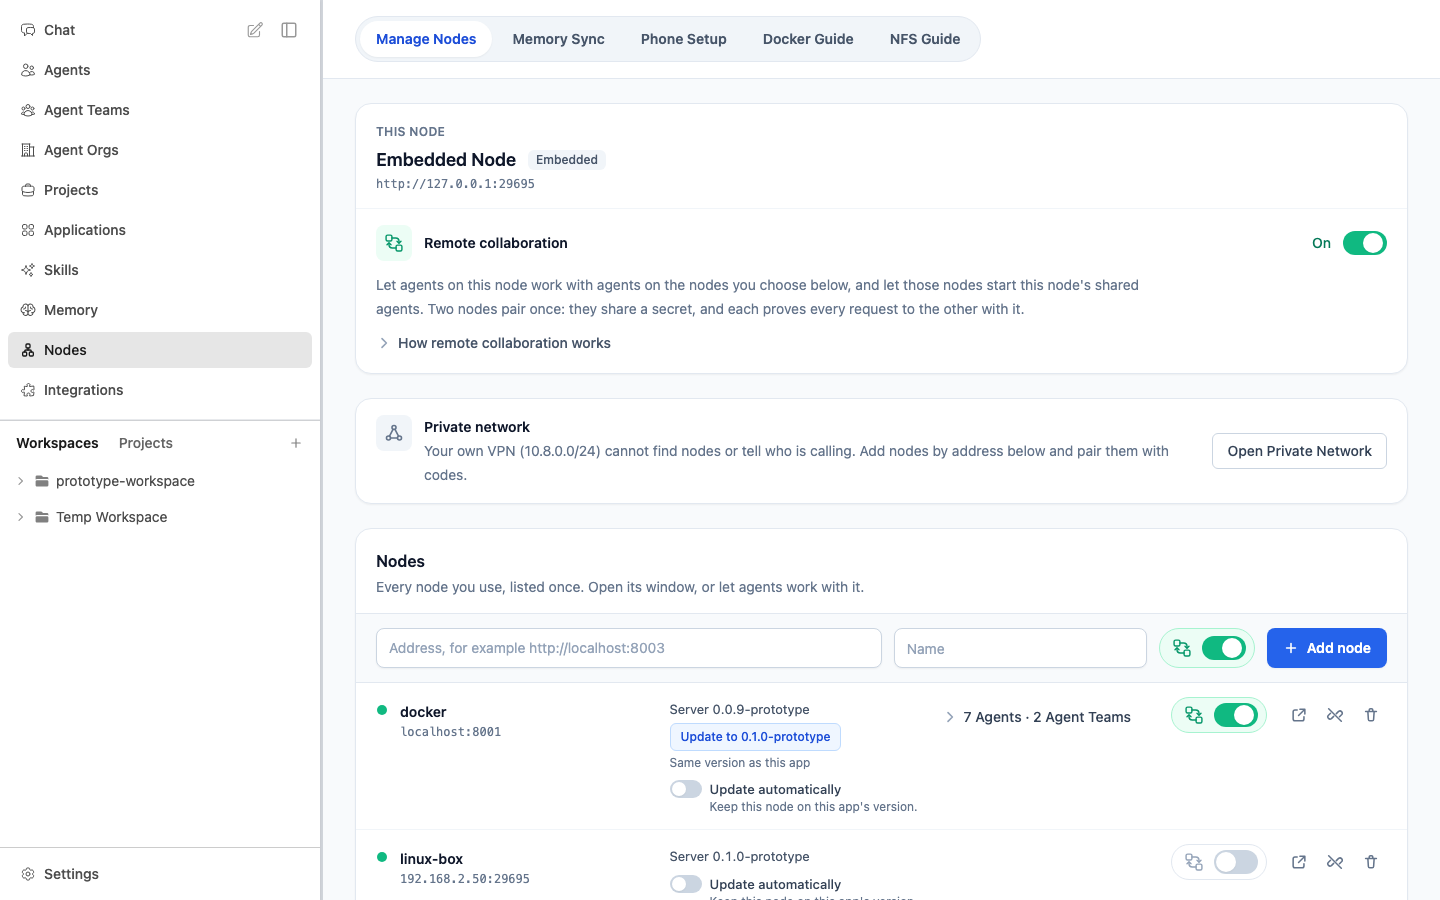 Chat
Agents
Agent Teams
Agent Orgs
Projects
Applications
Skills
Memory
Nodes
Integrations
Workspaces Projects
prototype-workspace
Temp Workspace
Settings
Manage Nodes Memory Sync Phone Setup Docker Guide NFS Guide
THIS NODE
Embedded Node Embedded
http://127.0.0.1:29695
Remote collaboration On
Let agents on this node work with agents on the nodes you choose below, and let those nodes start this node's shared
agents. Two nodes pair once: they share a secret, and each proves every request to the other with it.
How remote collaboration works
Private network
Your own VPN (10.8.0.0/24) cannot find nodes or tell who is calling. Add nodes by address below and pair them with
codes.
Open Private Network
Nodes
Every node you use, listed once. Open its window, or let agents work with it.
Address, for example http://localhost:8003 Name Add node
docker
localhost:8001
Server 0.0.9-prototype
Update to 0.1.0-prototype
Same version as this app
Update automatically
Keep this node on this app's version.
7 Agents · 2 Agent Teams
linux-box
192.168.2.50:29695
Server 0.1.0-prototype
Update automatically
Keep this node on this app's version.